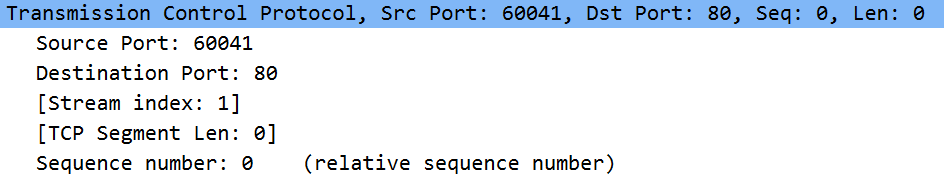 Transmission Control Protocol, Src Port: 60041, Dst Port: 80, Seq: 0, Len: 0
Source Port: 60041
Destination Port: 80
[Stream index: 1]
[TCP Segment Len: 0]
Sequence number: 0    (relative sequence number)